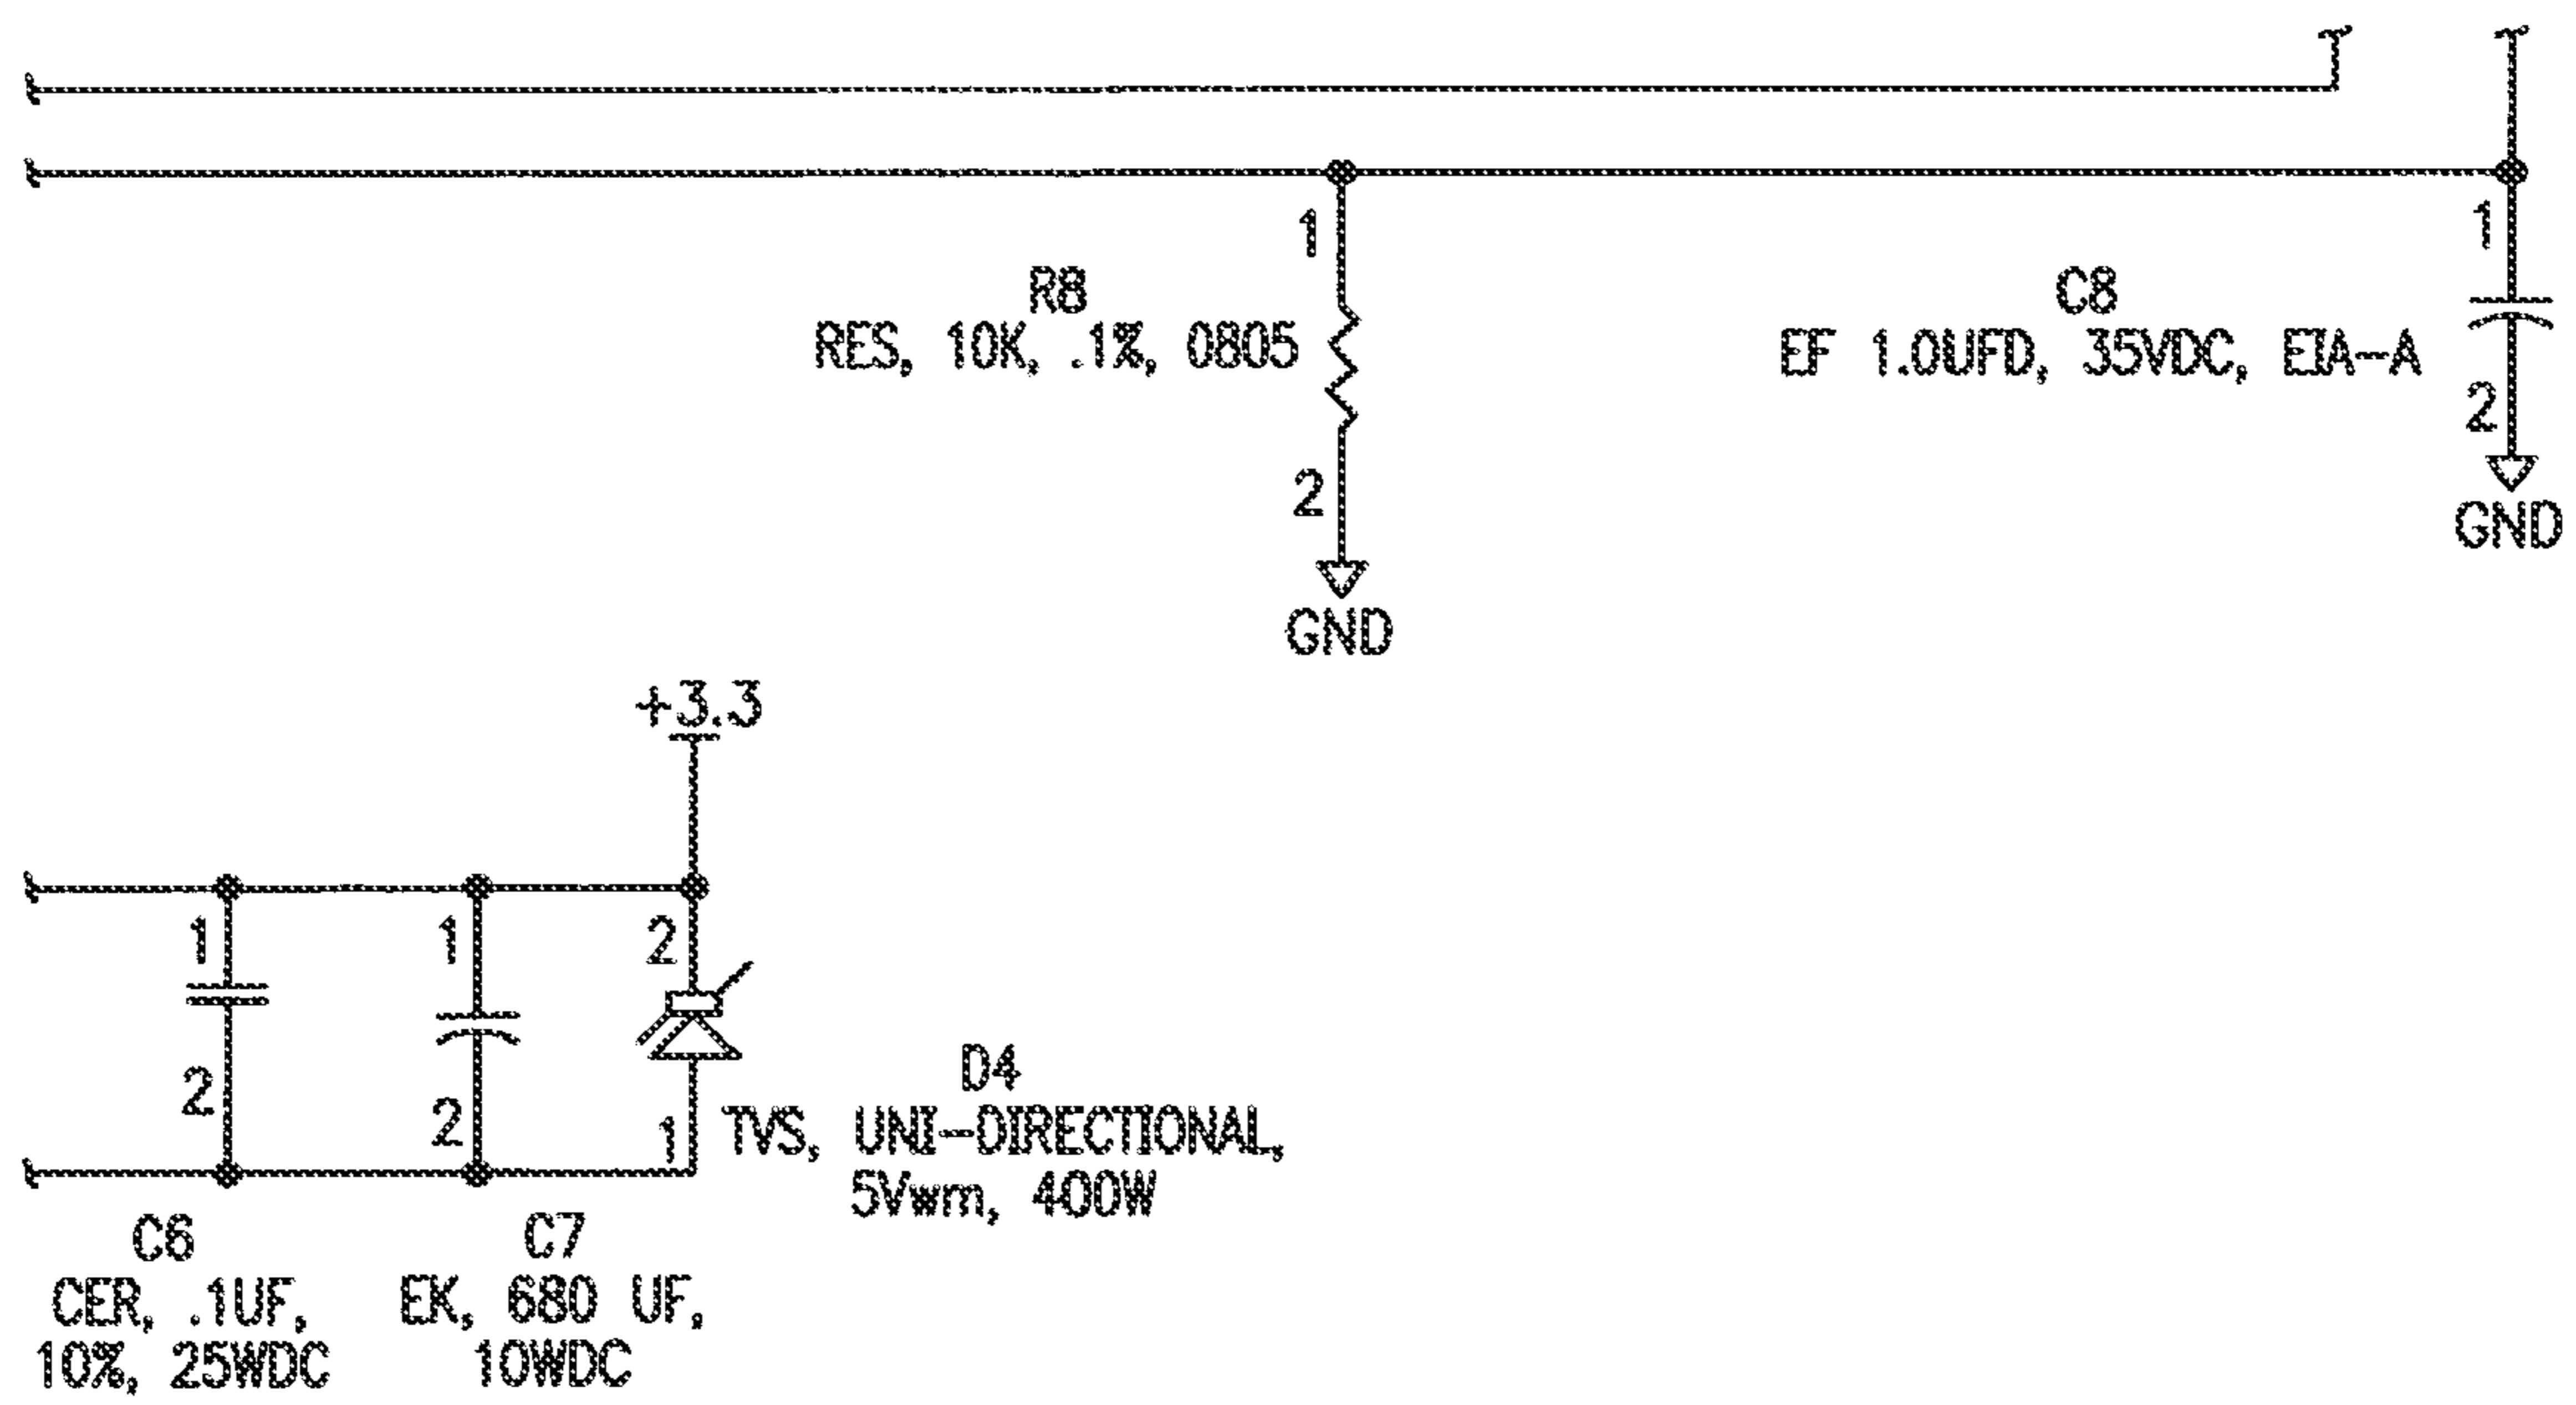 1
R8
RES, 10K, .1%, 0805
2
GND
1
C8
EF 1.0UFD, 35VDC, EIA-A
2
GND
+3.3
1
2
1
2
2
1
D4
TVS, UNI-DIRECTIONAL,
5Vwm, 400W
C6
CER, .1UF,
10%, 25WDC
C7
EK, 680 UF,
10WDC